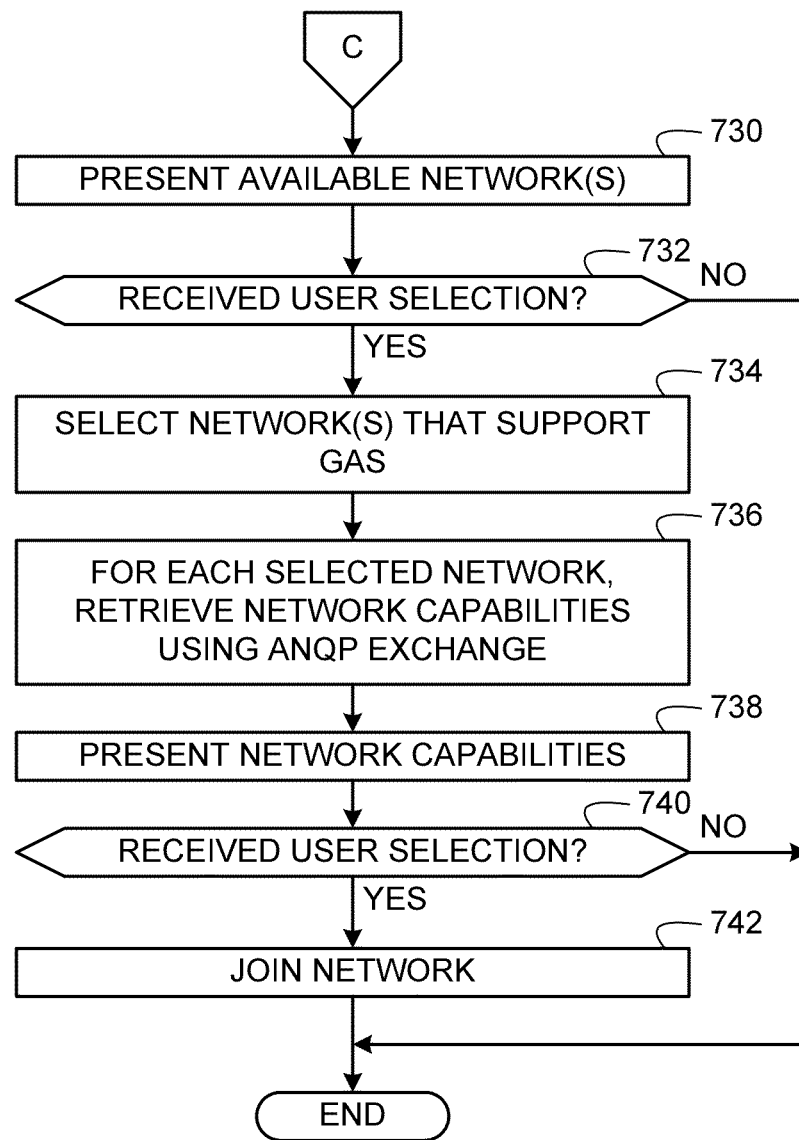 C
730
PRESENT AVAILABLE NETWORK(S)
732
RECEIVED USER SELECTION?
NO
YES
734
SELECT NETWORK(S) THAT SUPPORT
GAS
736
FOR EACH SELECTED NETWORK,
RETRIEVE NETWORK CAPABILITIES
USING ANQP EXCHANGE
738
PRESENT NETWORK CAPABILITIES
740
RECEIVED USER SELECTION?
NO
YES
742
JOIN NETWORK
END